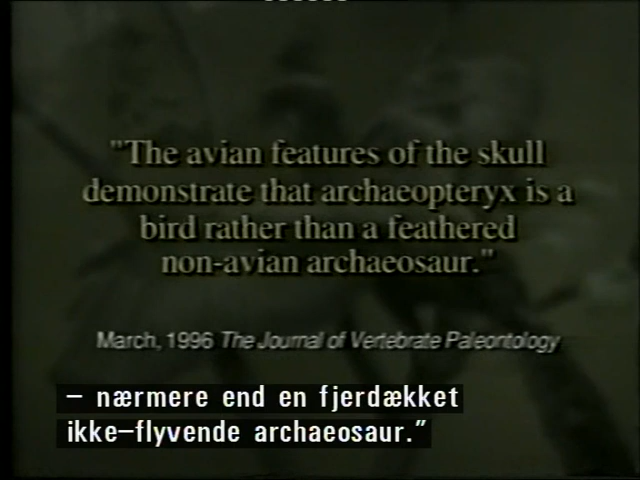 "The avian features of the skull
demonstrate that archaeopteryx is a
bird rather than a feathered
non-avian archaeosaur."
March, 1996 The Journal of Vertebrate Paleontology
– nærmere end en fjerdækket
ikke–flyvende archaeosaur.”